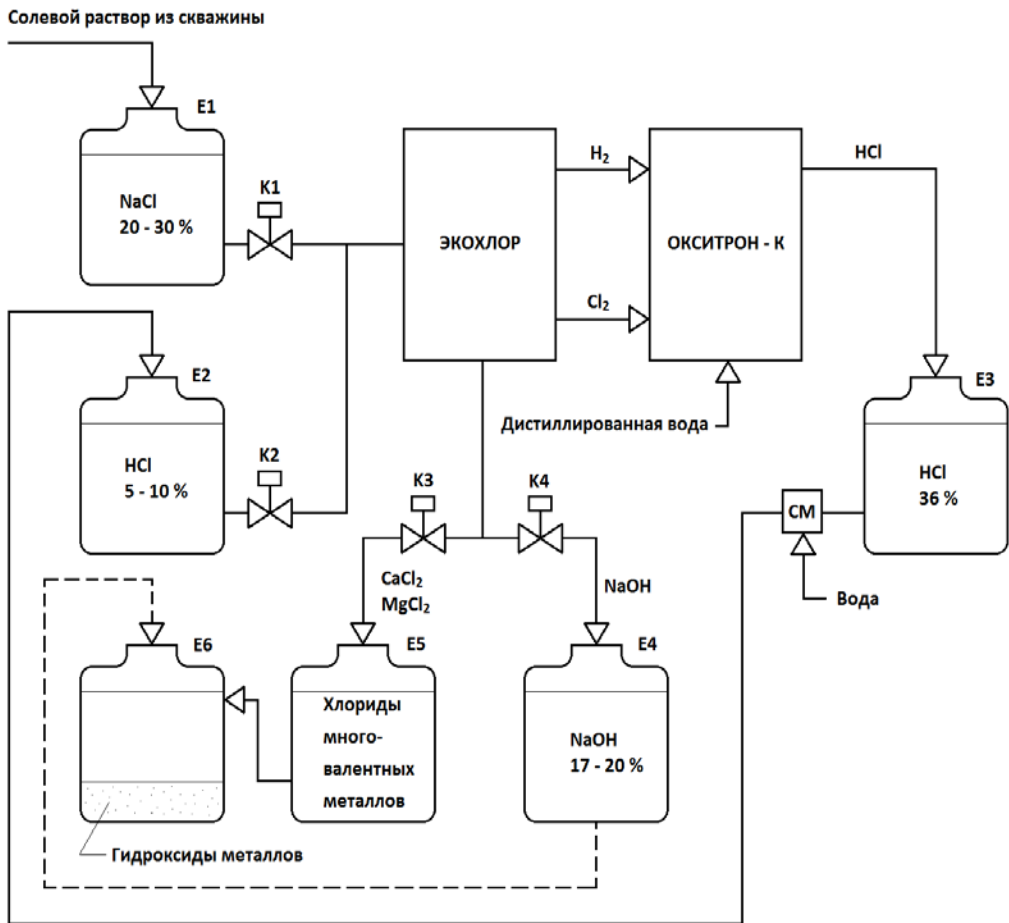 Солевой раствор из скважины
E1
NaCl
20 - 30 %
K1
ЭКОХЛОР
H₂
Cl₂
ОКСИТРОН - К
HCl
Дистиллированная вода
E2
HCl
5 - 10 %
K2
E3
HCl
36 %
СМ
Вода
K3
K4
CaCl₂
MgCl₂
NaOH
E6
E5
Хлориды
много-
валентных
металлов
E4
NaOH
17 - 20 %
Гидроксиды металлов